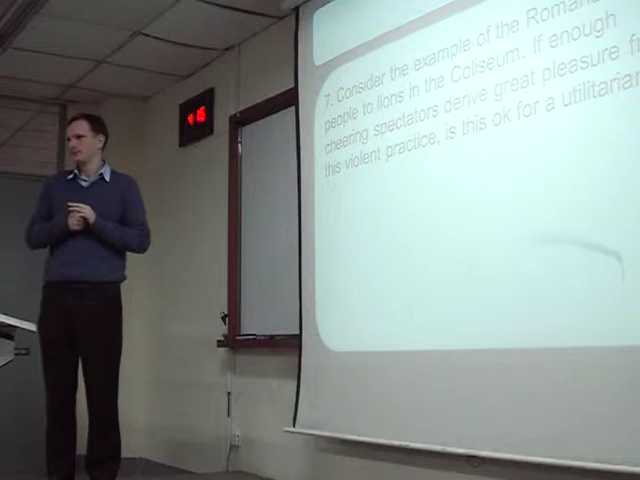 7. Consider the example of the Romans
people to lions in the Coliseum. If enough
cheering spectators derive great pleasure
this violent practice, is this ok for a utilitarian